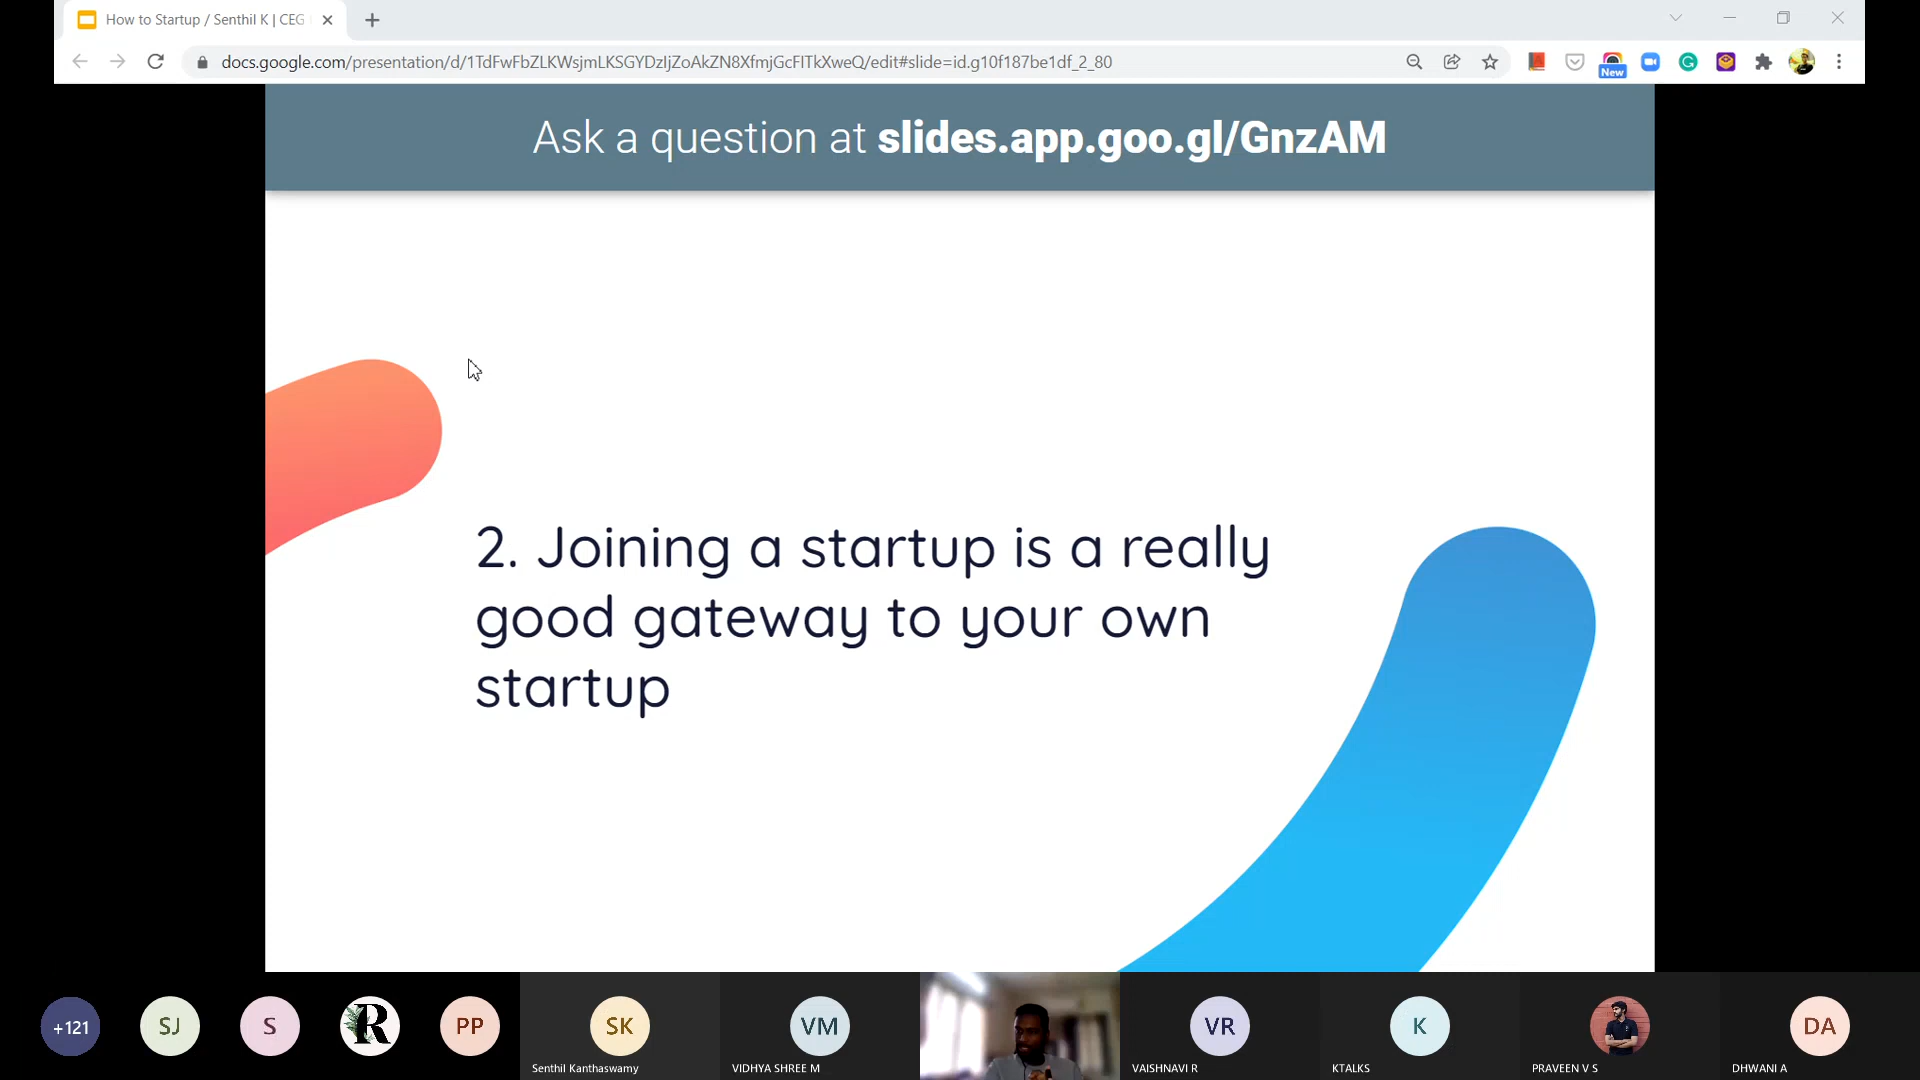 How to Startup / Senthil K | CEG
docs.google.com/presentation/d/1TdFwFbZLKWsjmLKSGYDzIjZoAkZN8XfmjGcFITkXweQ/edit#slide=id.g10f187be1df_2_80
New
Ask a question at slides.app.goo.gl/GnzAM
2. Joining a startup is a really
good gateway to your own
startup
+121
SJ
S
R
PP
SK
Senthil Kanthaswamy
VM
VIDHYA SHREE M
VR
VAISHNAVI R
K
KTALKS
PRAVEEN V S
DA
DHWANI A